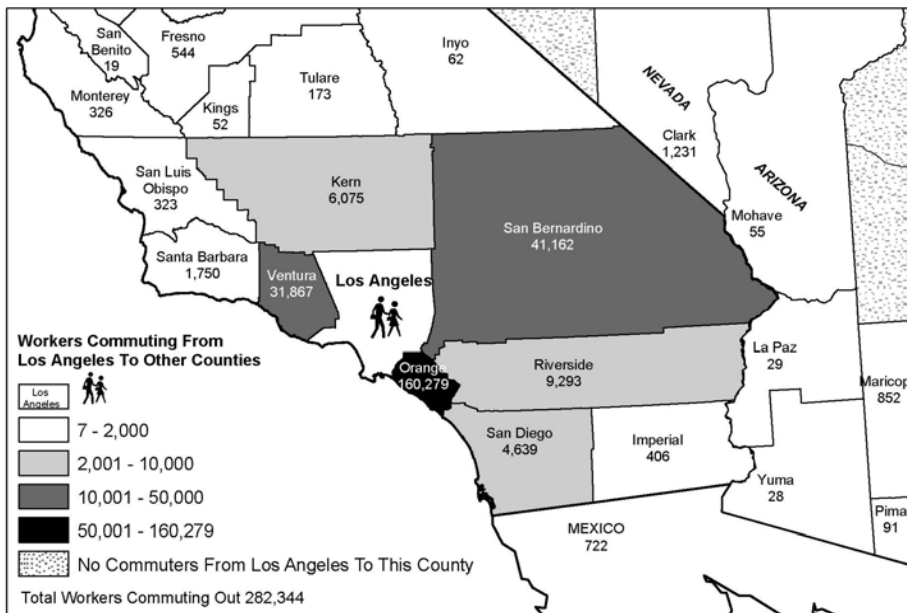 San
Benito
19
Fresno
544
Inyo
62
Monterey
326
Kings
52
Tulare
173
NEVADA
Clark
1,231
ARIZONA
San Luis
Obispo
323
Kern
6,075
San Bernardino
41,162
Mohave
55
Santa Barbara
1,750
Ventura
31,867
Los Angeles
Orange
160,279
Riverside
9,293
La Paz
29
Maricop
852
San Diego
4,639
Imperial
406
Yuma
28
Pima
91
MEXICO
722
Workers Commuting From
Los Angeles To Other Counties
Los
Angeles
7 - 2,000
2,001 - 10,000
10,001 - 50,000
50,001 - 160,279
No Commuters From Los Angeles To This County
Total Workers Commuting Out 282,344